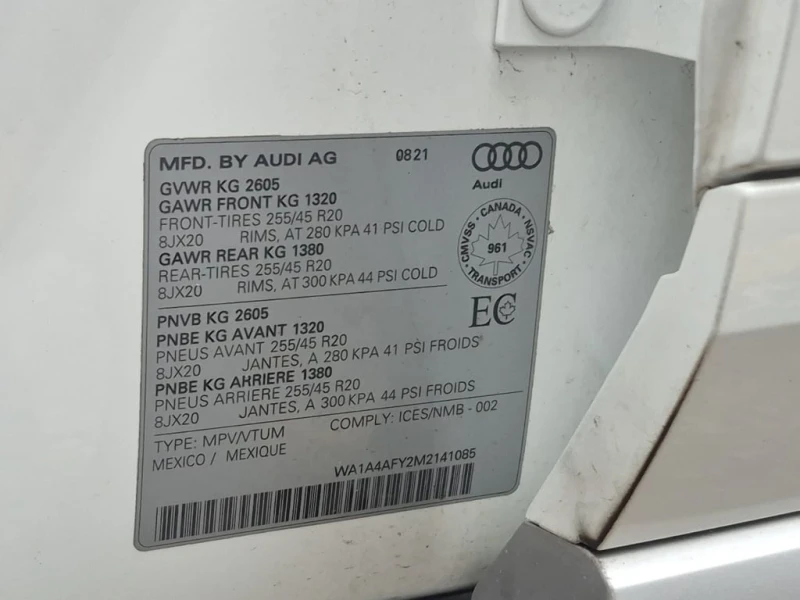 MFD. BY AUDI AG 0821
Audi
GVWR KG 2605
GAWR FRONT KG 1320
FRONT-TIRES 255/45 R20
8JX20 RIMS, AT 280 KPA 41 PSI COLD
GAWR REAR KG 1380
REAR-TIRES 255/45 R20
8JX20 RIMS, AT 300 KPA 44 PSI COLD
CMVSS · CANADA · NSVAC
961
TRANSPORT
EC
PNVB KG 2605
PNBE KG AVANT 1320
PNEUS AVANT 255/45 R20
8JX20 JANTES, A 280 KPA 41 PSI FROIDS
PNBE KG ARRIERE 1380
PNEUS ARRIERE 255/45 R20
8JX20 JANTES, A 300 KPA 44 PSI FROIDS
TYPE: MPV/VTUM COMPLY: ICES/NMB - 002
MEXICO / MEXIQUE
WA1A4AFY2M2141085